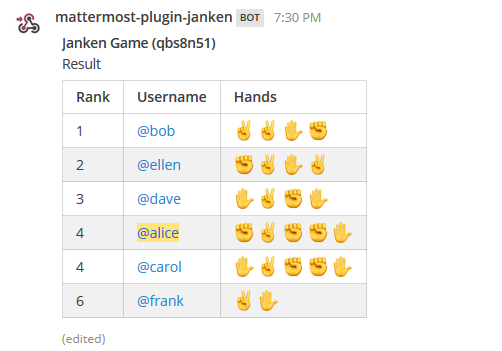 mattermost-plugin-janken BOT 7:30 PM
Janken Game (qbs8n51)
Result
Rank Username Hands
1 @bob ✌️ ✌️ ✋ ✊
2 @ellen ✊ ✌️ ✋ ✌️
3 @dave ✋ ✌️ ✊ ✋
4 @alice ✊ ✌️ ✊ ✊ ✋
4 @carol ✋ ✌️ ✊ ✊ ✋
6 @frank ✌️ ✋
(edited)